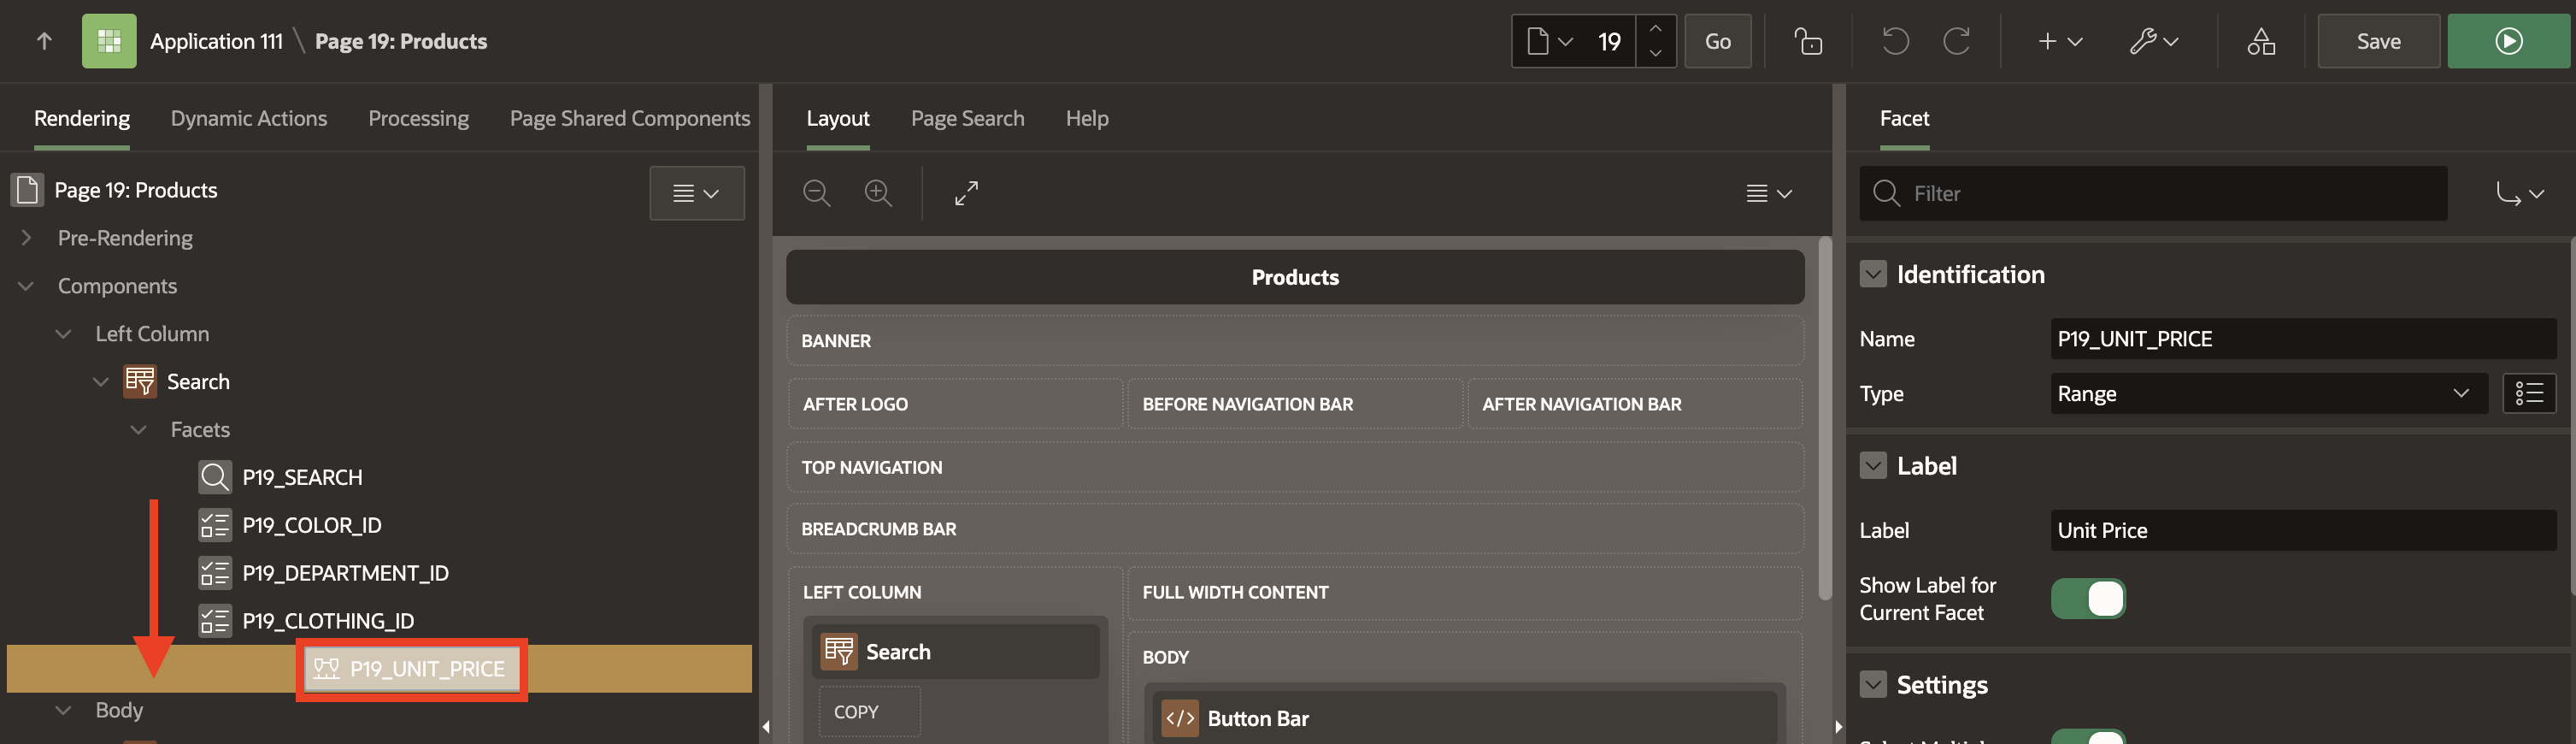 Application 111 \ Page 19: Products
19
Go
Save
Rendering
Dynamic Actions
Processing
Page Shared Components
Layout
Page Search
Help
Facet
Page 19: Products
Pre-Rendering
Components
Left Column
Search
Facets
P19_SEARCH
P19_COLOR_ID
P19_DEPARTMENT_ID
P19_CLOTHING_ID
P19_UNIT_PRICE
Body
Products
BANNER
AFTER LOGO
BEFORE NAVIGATION BAR
AFTER NAVIGATION BAR
TOP NAVIGATION
BREADCRUMB BAR
LEFT COLUMN
FULL WIDTH CONTENT
Search
COPY
BODY
</> Button Bar
Filter
Identification
Name
P19_UNIT_PRICE
Type
Range
Label
Label
Unit Price
Show Label for
Current Facet
Settings